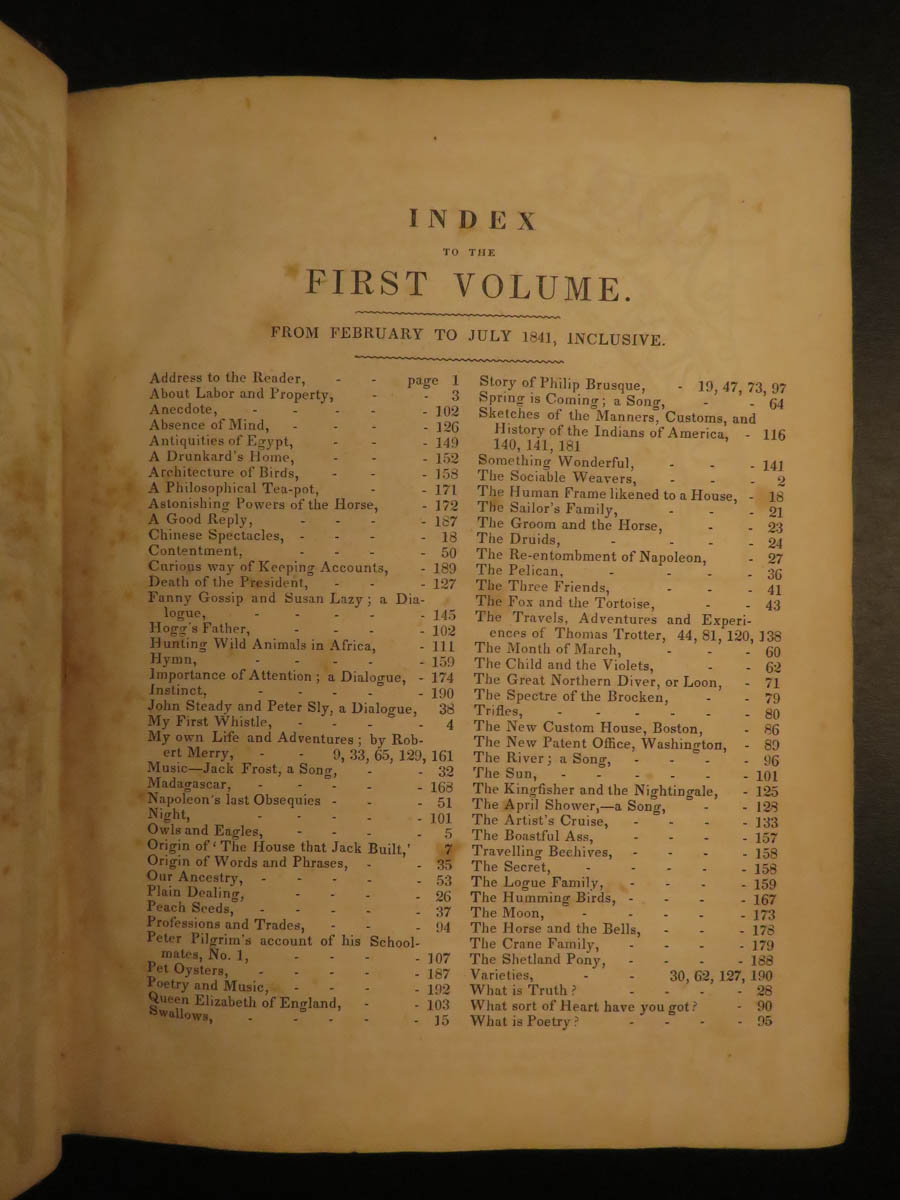 INDEX
TO THE
FIRST VOLUME.
FROM FEBRUARY TO JULY 1841, INCLUSIVE.
Address to the Reader, - - page 1
About Labor and Property, - - 3
Anecdote, - - - - - 102
Absence of Mind, - - - - 126
Antiquities of Egypt, - - - 149
A Drunkard's Home, - - - 152
Architecture of Birds, - - - 158
A Philosophical Tea-pot, - - 171
Astonishing Powers of the Horse, - 172
A Good Reply, - - - - 187
Chinese Spectacles, - - - - 18
Contentment, - - - - 50
Curious way of Keeping Accounts, - 189
Death of the President, - - - 127
Fanny Gossip and Susan Lazy; a Dia-
logue, - - - - - 145
Hogg's Father, - - - - 102
Hunting Wild Animals in Africa, - 111
Hymn, - - - - - 159
Importance of Attention; a Dialogue, - 174
Instinct, - - - - - 190
John Steady and Peter Sly, a Dialogue, 38
My First Whistle, - - - - 4
My own Life and Adventures; by Rob-
ert Merry, - - 9, 33, 65, 129, 161
Music—Jack Frost, a Song, - - 32
Madagascar, - - - - - 168
Napoleon's last Obsequies - - - 51
Night, - - - - - 101
Owls and Eagles, - - - - 5
Origin of 'The House that Jack Built,' 7
Origin of Words and Phrases, - - 35
Our Ancestry, - - - - - 53
Plain Dealing, - - - - 26
Peach Seeds, - - - - - 37
Professions and Trades, - - - 94
Peter Pilgrim's account of his School-
mates, No. 1, - - - - 107
Pet Oysters, - - - - - 187
Poetry and Music, - - - - 192
Queen Elizabeth of England, - - 103
Swallows, - - - - - 15
Story of Philip Brusque, - 19, 47, 73, 97
Spring is Coming; a Song, - - 64
Sketches of the Manners, Customs, and
History of the Indians of America, - 116
140, 141, 181
Something Wonderful, - - - 141
The Sociable Weavers, - - - 2
The Human Frame likened to a House, - 18
The Sailor's Family, - - - 21
The Groom and the Horse, - - 23
The Druids, - - - - 24
The Re-entombment of Napoleon, - 27
The Pelican, - - - - 36
The Three Friends, - - - 41
The Fox and the Tortoise, - - 43
The Travels, Adventures and Experi-
ences of Thomas Trotter, 44, 81, 120, 138
The Month of March, - - - 60
The Child and the Violets, - - 62
The Great Northern Diver, or Loon, - 71
The Spectre of the Brocken, - - 79
Trifles, - - - - - - 80
The New Custom House, Boston, - 86
The New Patent Office, Washington, - 89
The River; a Song, - - - - 96
The Sun, - - - - - - 101
The Kingfisher and the Nightingale, - 125
The April Shower,—a Song, - - 128
The Artist's Cruise, - - - - 133
The Boastful Ass, - - - - 157
Travelling Beehives, - - - - 158
The Secret, - - - - - 158
The Logue Family, - - - - 159
The Humming Birds, - - - - 167
The Moon, - - - - - 173
The Horse and the Bells, - - - 178
The Crane Family, - - - - 179
The Shetland Pony, - - - - 188
Varieties, - - 30, 62, 127, 190
What is Truth? - - - - 28
What sort of Heart have you got? - 90
What is Poetry? - - - - 95